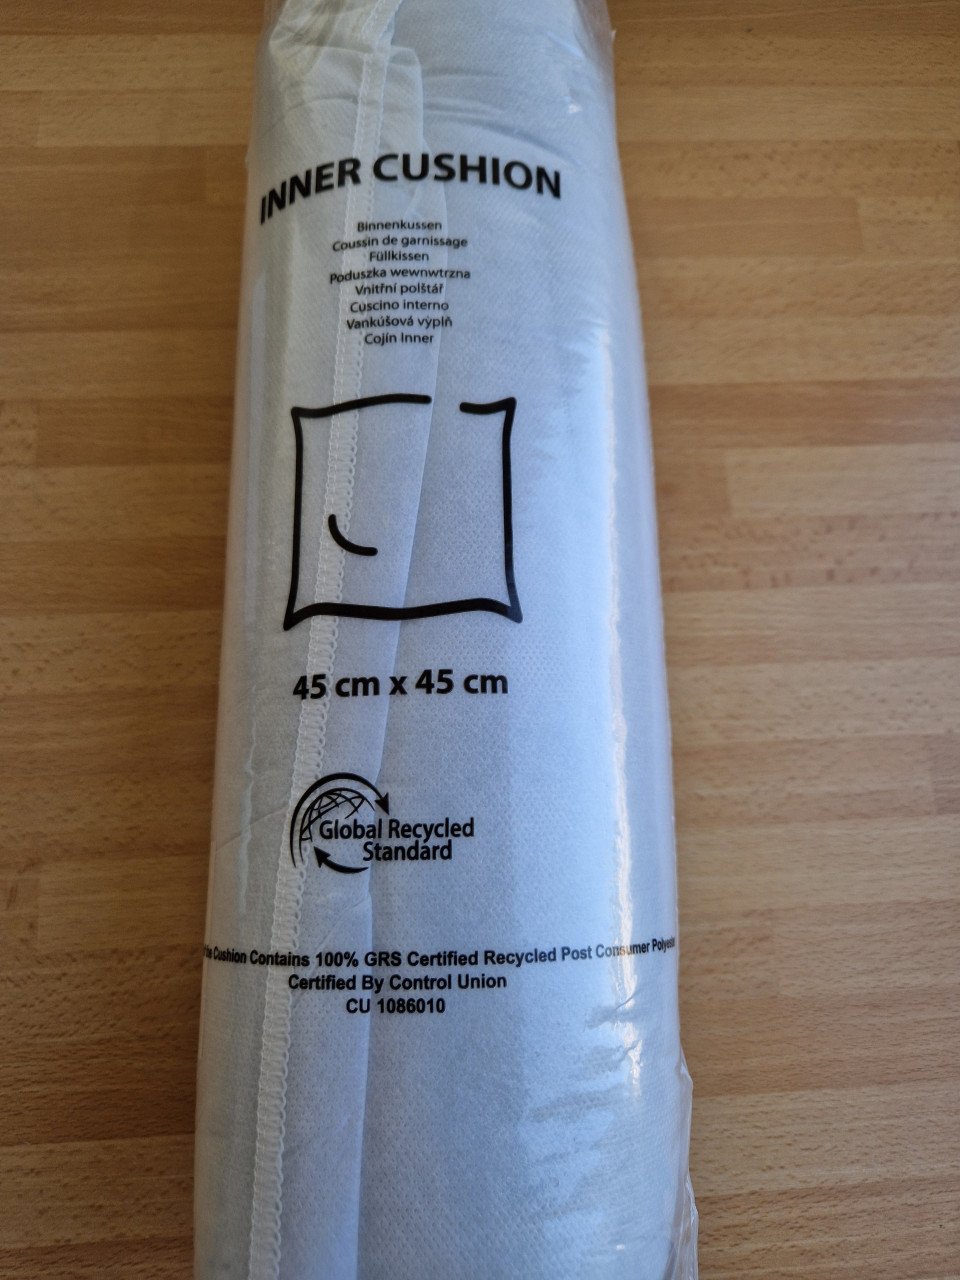 INNER CUSHION
Binnenkussen
Coussin de garnissage
Füllkissen
Poduszka wewnwtrzna
Vnitřní polštář
Cuscino interno
Vankúšová výplň
Cojín Inner
45 cm x 45 cm
Global Recycled
Standard
Cushion Contains 100% GRS Certified Recycled Post Consumer Polyester
Certified By Control Union
CU 1086010